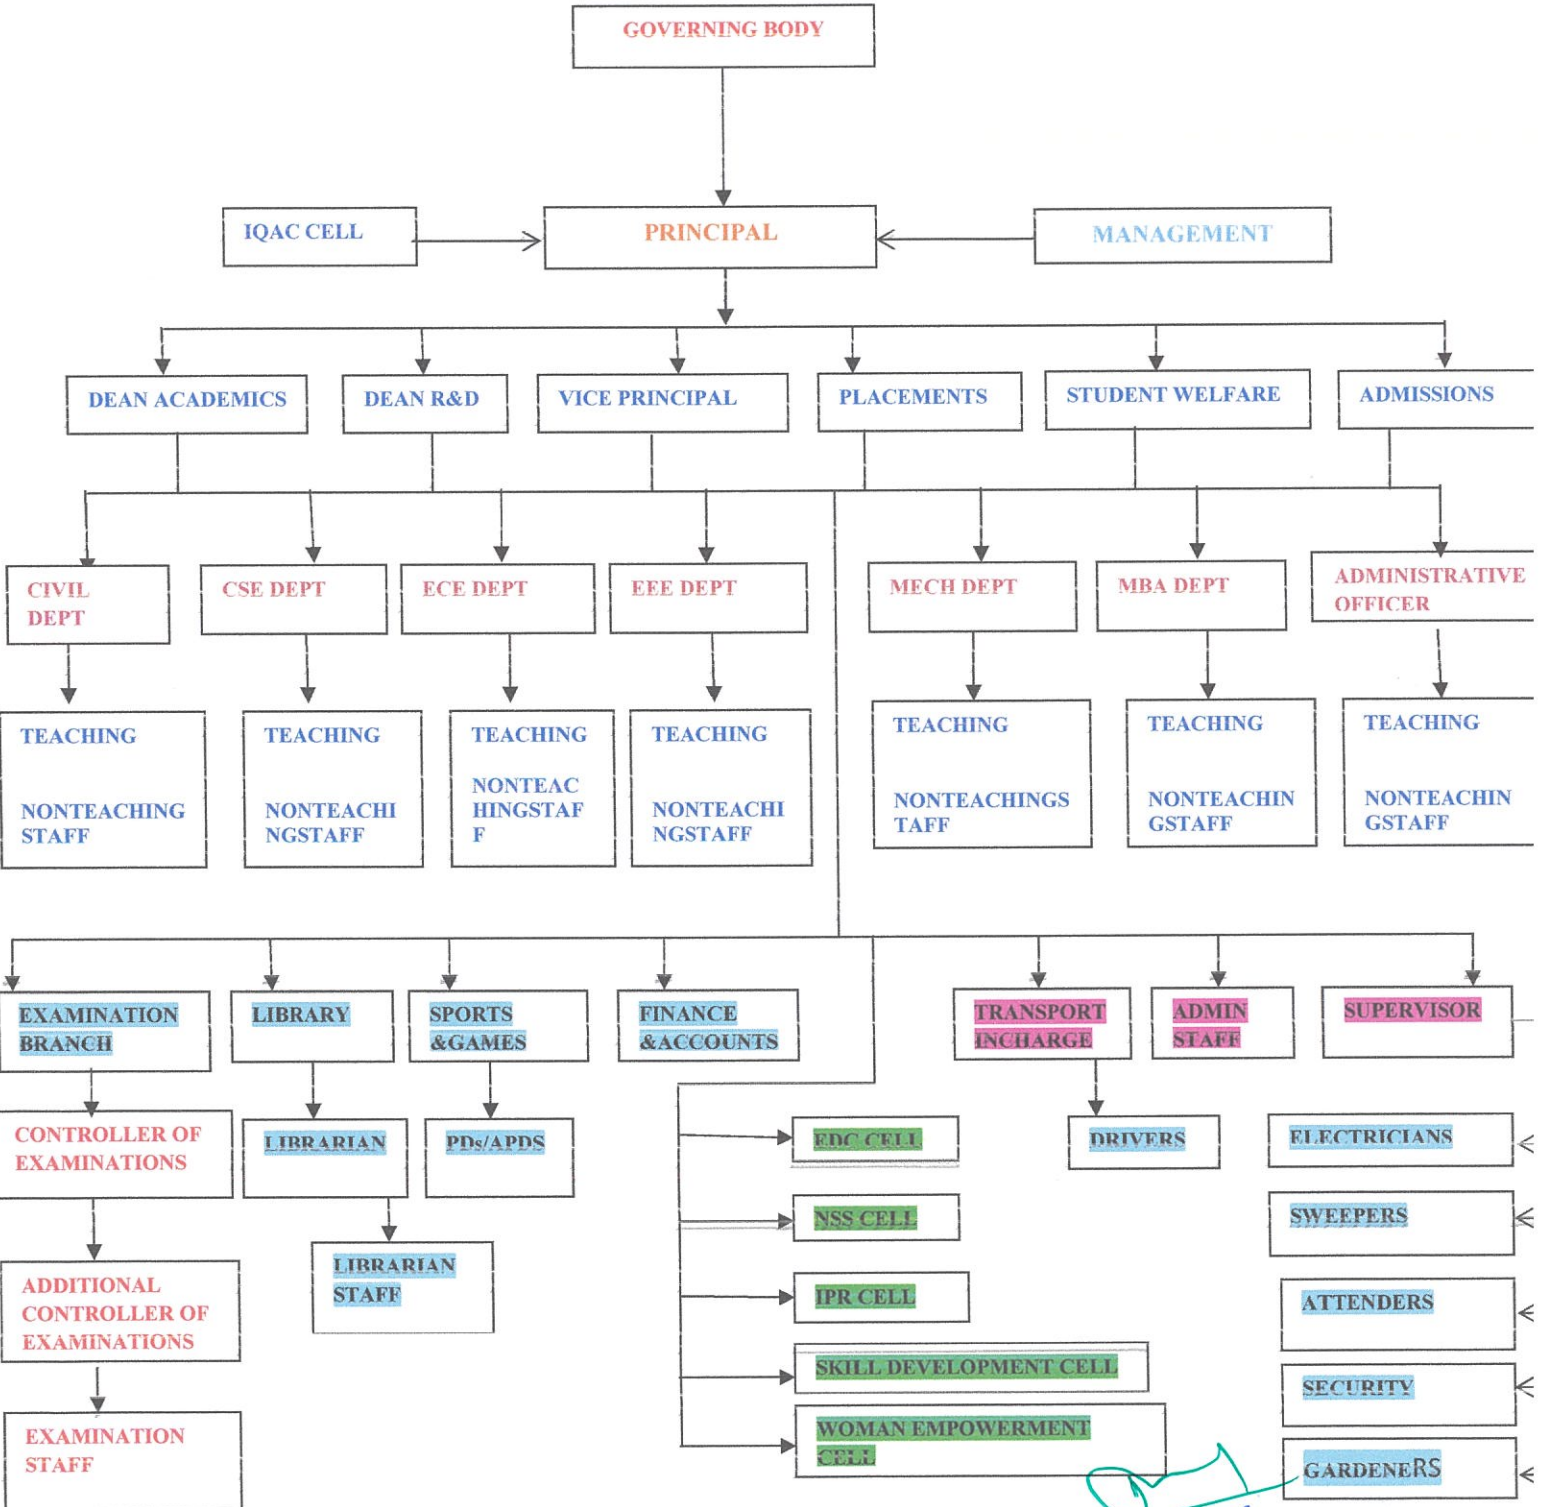 GOVERNING BODY
IQAC CELL
PRINCIPAL
MANAGEMENT
DEAN ACADEMICS
DEAN R&D
VICE PRINCIPAL
PLACEMENTS
STUDENT WELFARE
ADMISSIONS
CIVIL
DEPT
CSE DEPT
ECE DEPT
EEE DEPT
MECH DEPT
MBA DEPT
ADMINISTRATIVE
OFFICER
TEACHING
NONTEACHING
STAFF
TEACHING
NONTEACHI
NGSTAFF
TEACHING
NONTEAC
HINGSTAF
F
TEACHING
NONTEACHI
NGSTAFF
TEACHING
NONTEACHINGS
TAFF
TEACHING
NONTEACHIN
GSTAFF
TEACHING
NONTEACHIN
GSTAFF
EXAMINATION
BRANCH
LIBRARY
SPORTS
&GAMES
FINANCE
&ACCOUNTS
TRANSPORT
INCHARGE
ADMIN
STAFF
SUPERVISOR
CONTROLLER OF
EXAMINATIONS
LIBRARIAN
PDs/APDS
EDC CELL
DRIVERS
ELECTRICIANS
NSS CELL
SWEEPERS
ADDITIONAL
CONTROLLER OF
EXAMINATIONS
LIBRARIAN
STAFF
IPR CELL
ATTENDERS
SKILL DEVELOPMENT CELL
SECURITY
EXAMINATION
STAFF
WOMAN EMPOWERMENT
CELL
GARDENERS